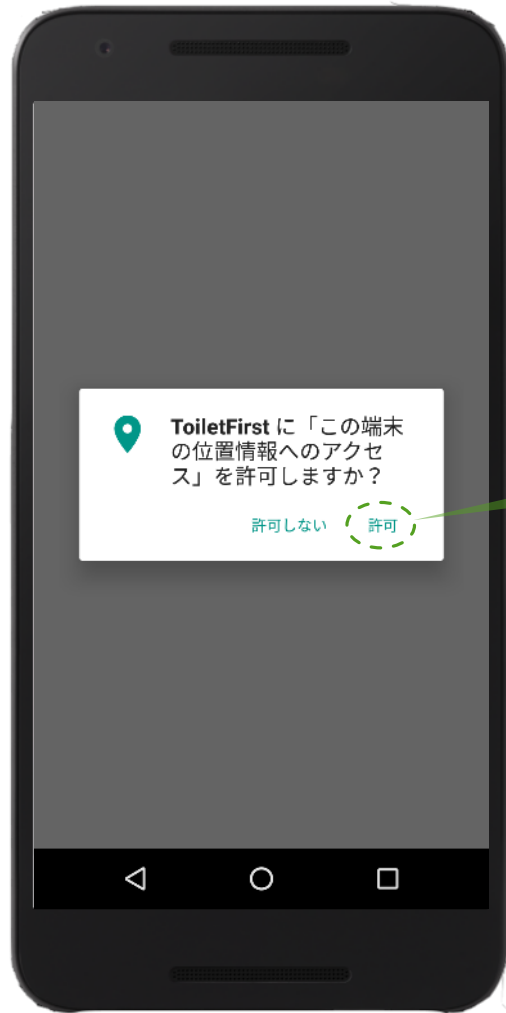 ToiletFirst に「この端末
の位置情報へのアクセ
ス」を許可しますか？
許可しない 許可